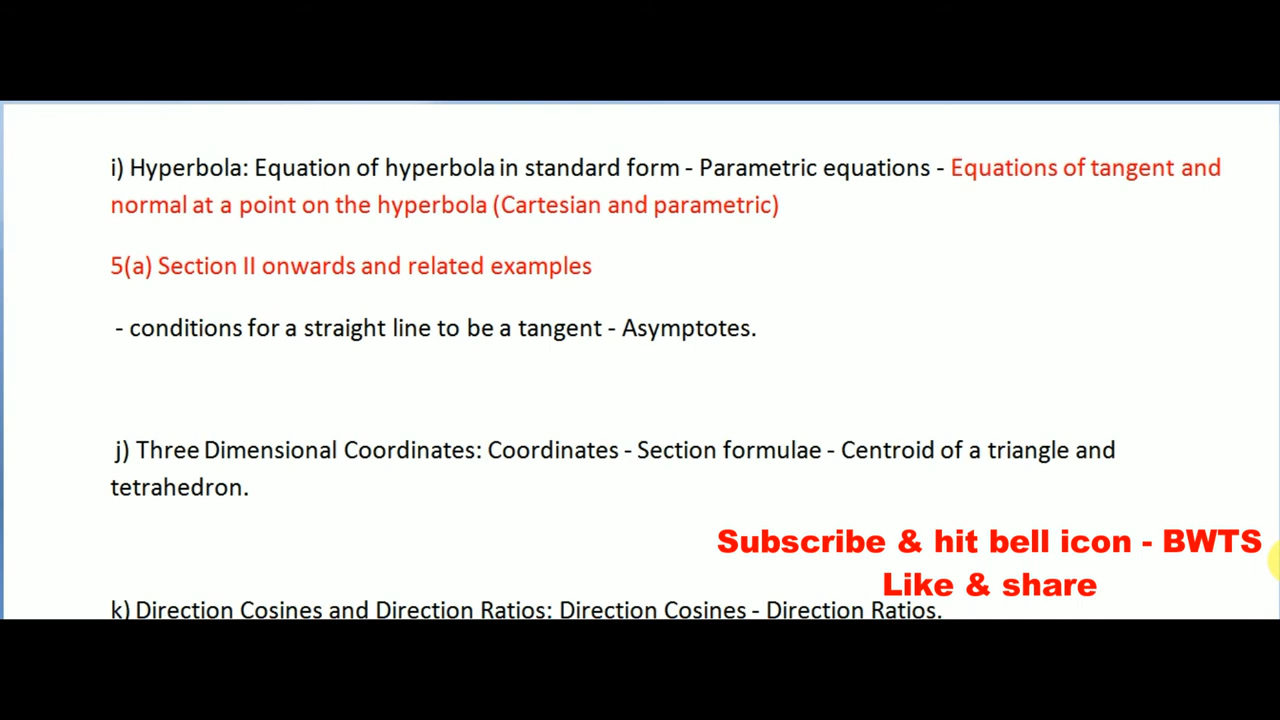 i) Hyperbola: Equation of hyperbola in standard form - Parametric equations - Equations of tangent and
normal at a point on the hyperbola (Cartesian and parametric)
5(a) Section II onwards and related examples
- conditions for a straight line to be a tangent - Asymptotes.
j) Three Dimensional Coordinates: Coordinates - Section formulae - Centroid of a triangle and
tetrahedron.
Subscribe & hit bell icon - BWTS
Like & share
k) Direction Cosines and Direction Ratios: Direction Cosines - Direction Ratios.